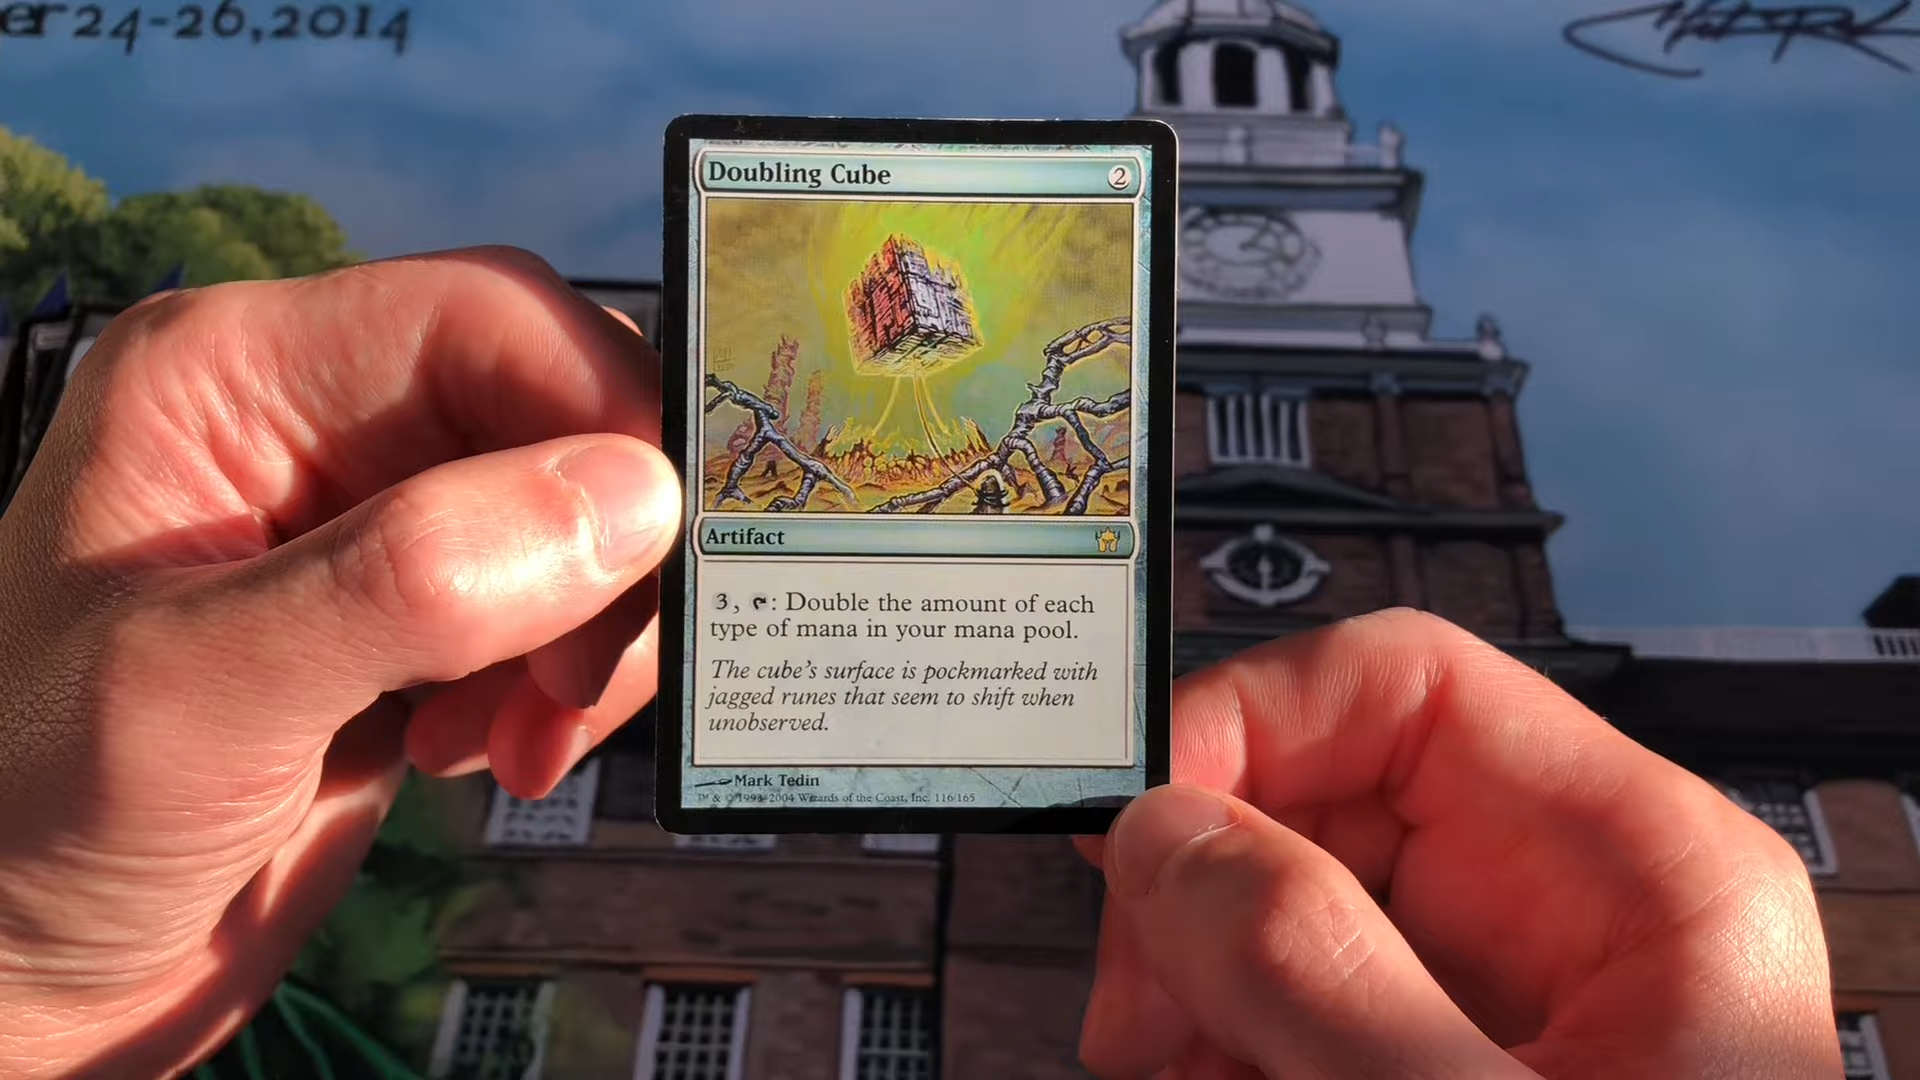 er 24-26, 2014
Doubling Cube 2
Artifact
3, : Double the amount of each
type of mana in your mana pool.
The cube's surface is pockmarked with
jagged runes that seem to shift when
unobserved.
Mark Tedin
™ & © 1993-2004 Wizards of the Coast, Inc. 116/165